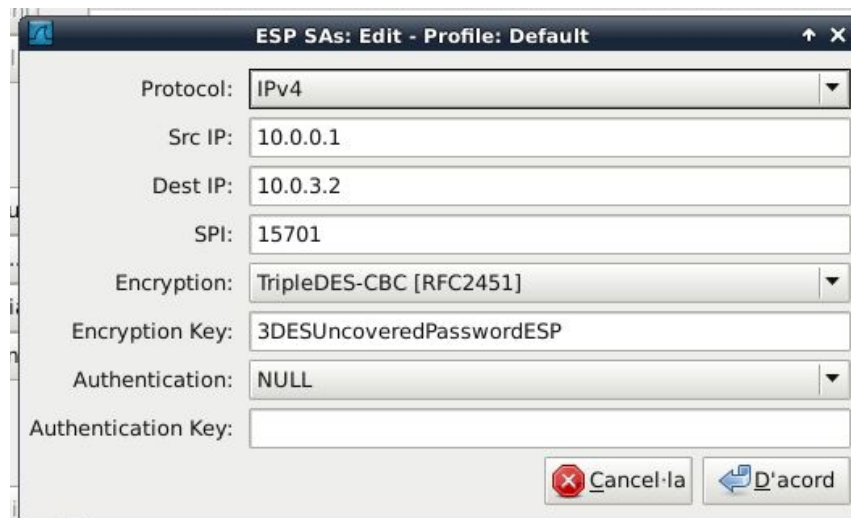 ESP SAs: Edit - Profile: Default
Protocol: IPv4
Src IP: 10.0.0.1
Dest IP: 10.0.3.2
SPI: 15701
Encryption: TripleDES-CBC [RFC2451]
Encryption Key: 3DESUncoveredPasswordESP
Authentication: NULL
Authentication Key:
Cancel·la D'acord